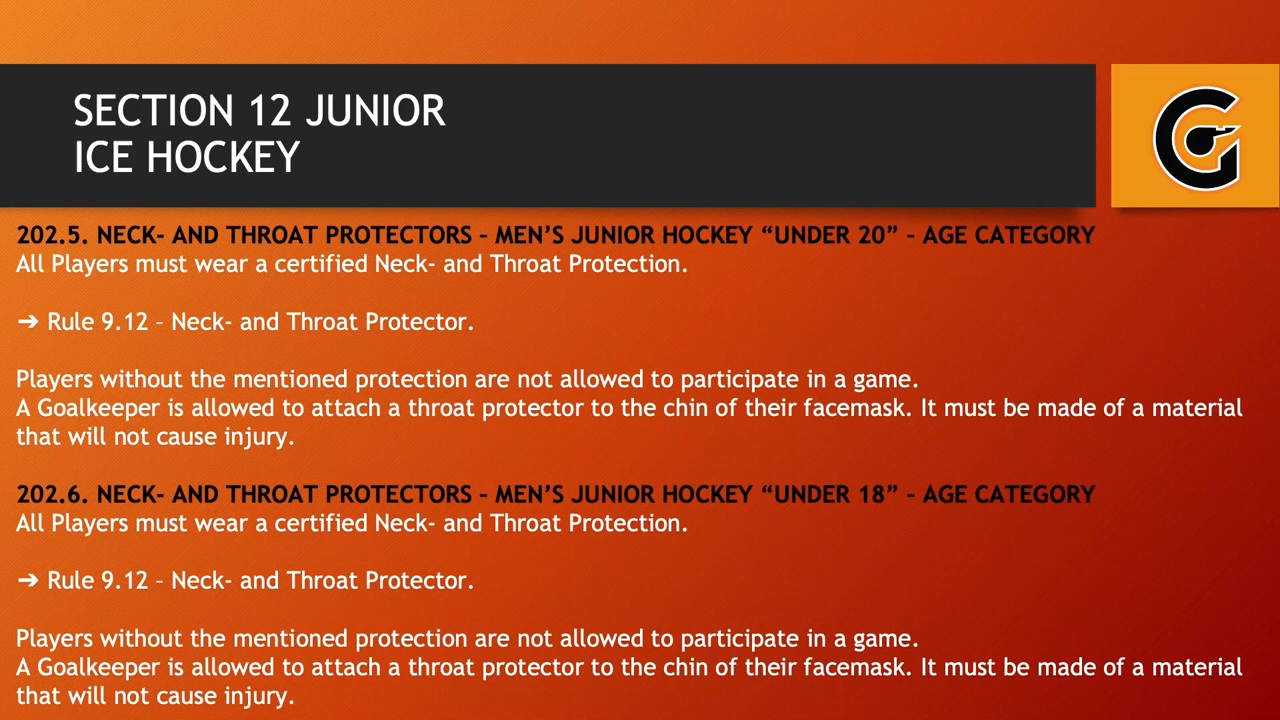 SECTION 12 JUNIOR
ICE HOCKEY
G
202.5. NECK- AND THROAT PROTECTORS – MEN’S JUNIOR HOCKEY “UNDER 20” – AGE CATEGORY
All Players must wear a certified Neck- and Throat Protection.
➔ Rule 9.12 – Neck- and Throat Protector.
Players without the mentioned protection are not allowed to participate in a game.
A Goalkeeper is allowed to attach a throat protector to the chin of their facemask. It must be made of a material
that will not cause injury.
202.6. NECK- AND THROAT PROTECTORS – MEN’S JUNIOR HOCKEY “UNDER 18” – AGE CATEGORY
All Players must wear a certified Neck- and Throat Protection.
➔ Rule 9.12 – Neck- and Throat Protector.
Players without the mentioned protection are not allowed to participate in a game.
A Goalkeeper is allowed to attach a throat protector to the chin of their facemask. It must be made of a material
that will not cause injury.